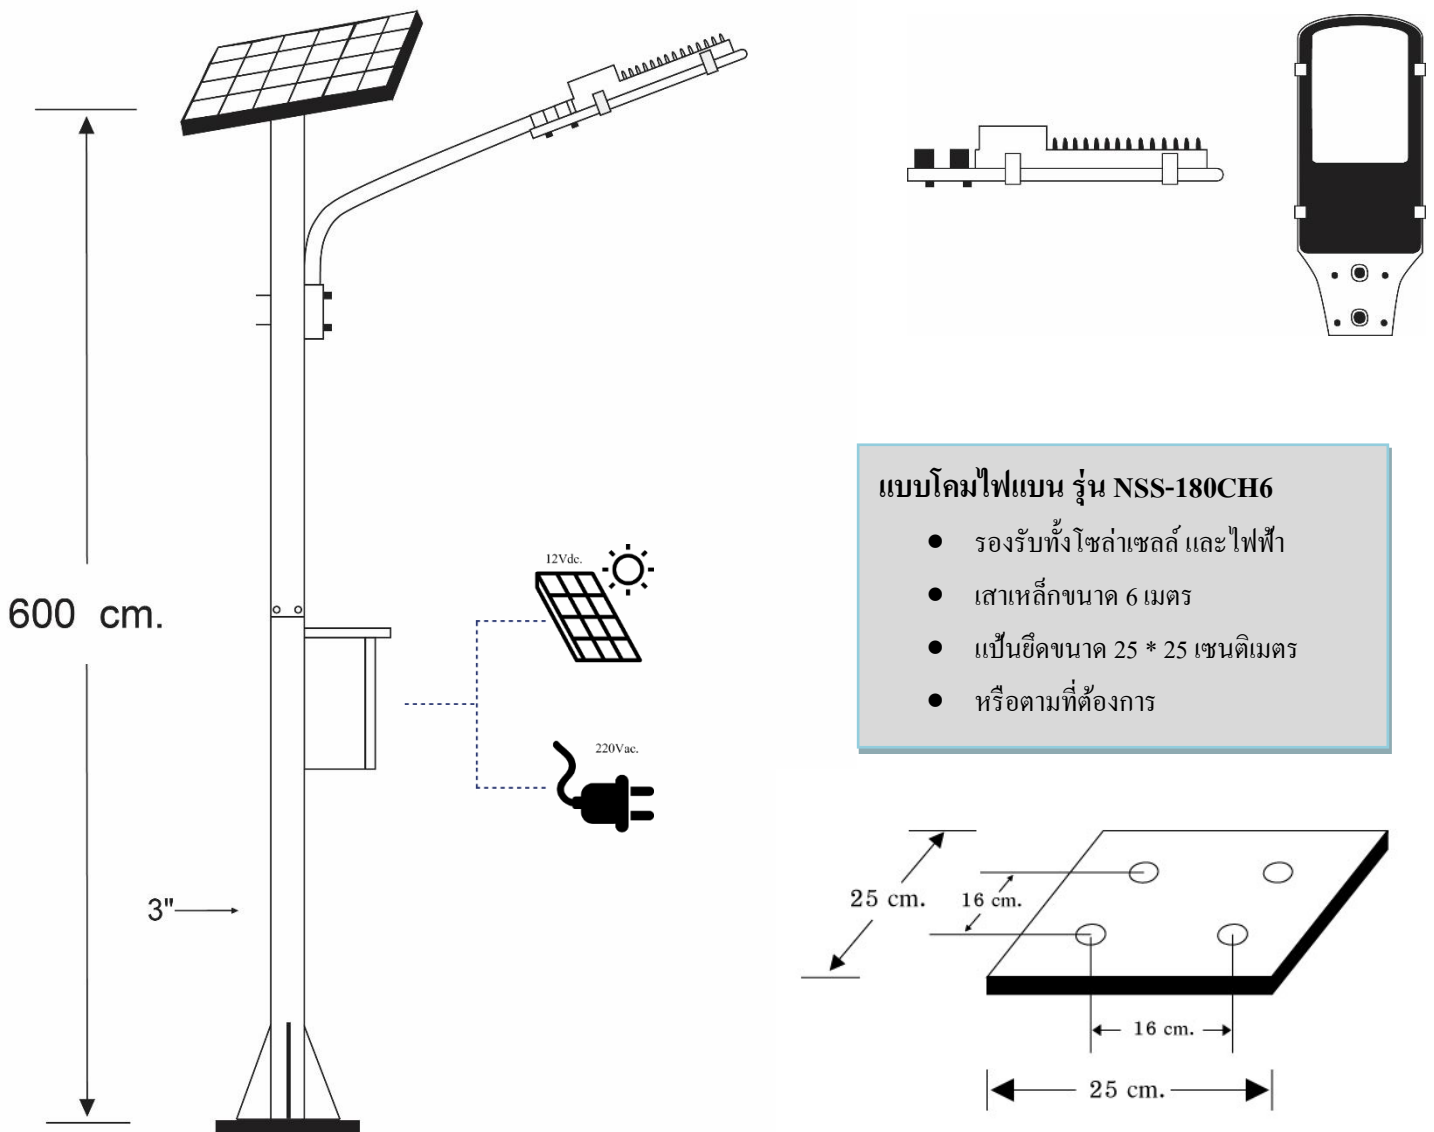 600 cm.
3"
12Vdc.
220Vac.
แบบโคมไฟแบน รุ่น NSS-180CH6
● รองรับทั้งโซล่าเซลล์ และไฟฟ้า
● เสาเหล็กขนาด 6 เมตร
● แป้นยึดขนาด 25 * 25 เซนติเมตร
● หรือตามที่ต้องการ
25 cm.
16 cm.
16 cm.
25 cm.